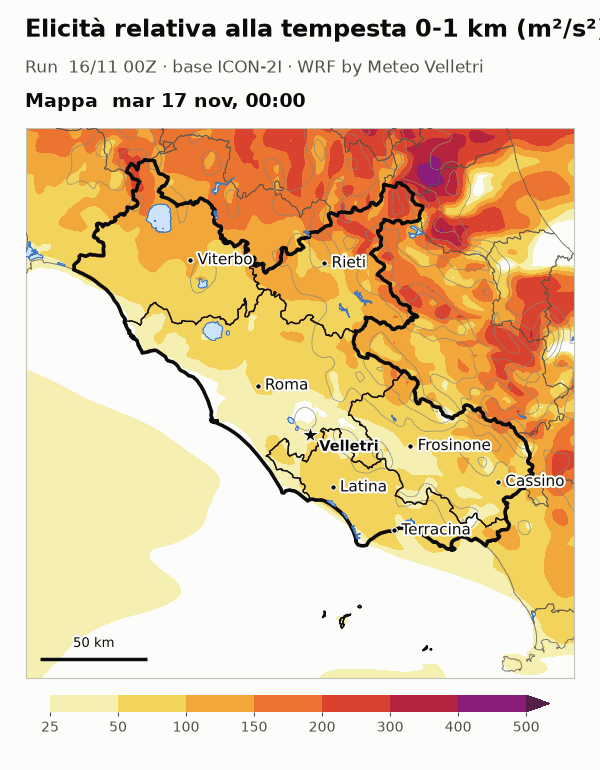 Elicità relativa alla tempesta 0-1 km (m²/s²)
Run 16/11 00Z · base ICON-2I · WRF by Meteo Velletri
Mappa mar 17 nov, 00:00
Viterbo
Rieti
Roma
Velletri
Frosinone
Latina
Cassino
Terracina
50 km
25 50 100 150 200 300 400 500